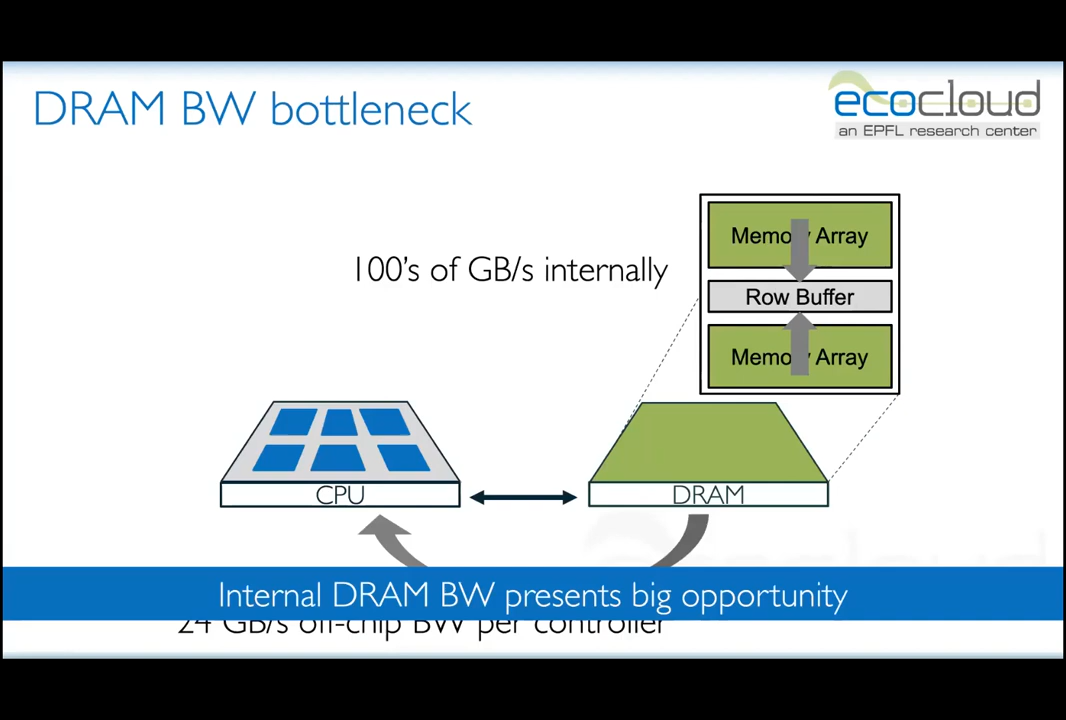 DRAM BW bottleneck
ecocloud
an EPFL research center
100's of GB/s internally
Memory Array
Row Buffer
Memory Array
CPU
DRAM
Internal DRAM BW presents big opportunity
24 GB/s off-chip BW per controller